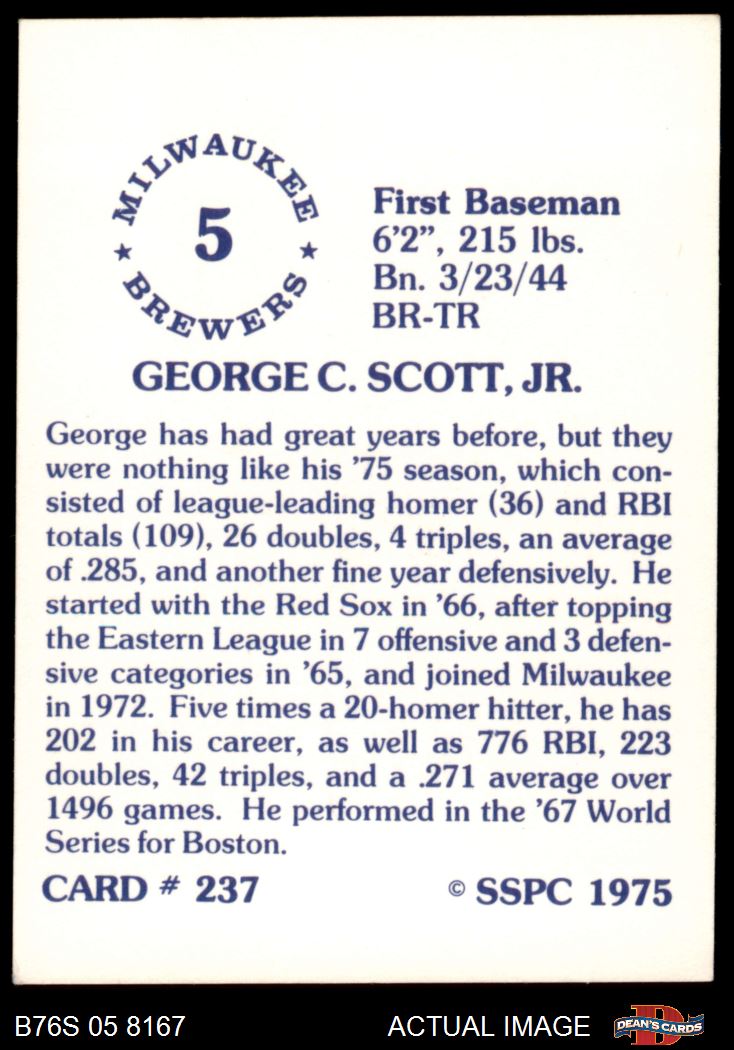 MILWAUKEE
5
★ ★
BREWERS
First Baseman
6'2", 215 lbs.
Bn. 3/23/44
BR-TR
GEORGE C. SCOTT, JR.
George has had great years before, but they
were nothing like his '75 season, which con-
sisted of league-leading homer (36) and RBI
totals (109), 26 doubles, 4 triples, an average
of .285, and another fine year defensively. He
started with the Red Sox in '66, after topping
the Eastern League in 7 offensive and 3 defen-
sive categories in '65, and joined Milwaukee
in 1972. Five times a 20-homer hitter, he has
202 in his career, as well as 776 RBI, 223
doubles, 42 triples, and a .271 average over
1496 games. He performed in the '67 World
Series for Boston.
CARD # 237 © SSPC 1975
B76S 05 8167 ACTUAL IMAGE D DEAN'S CARDS